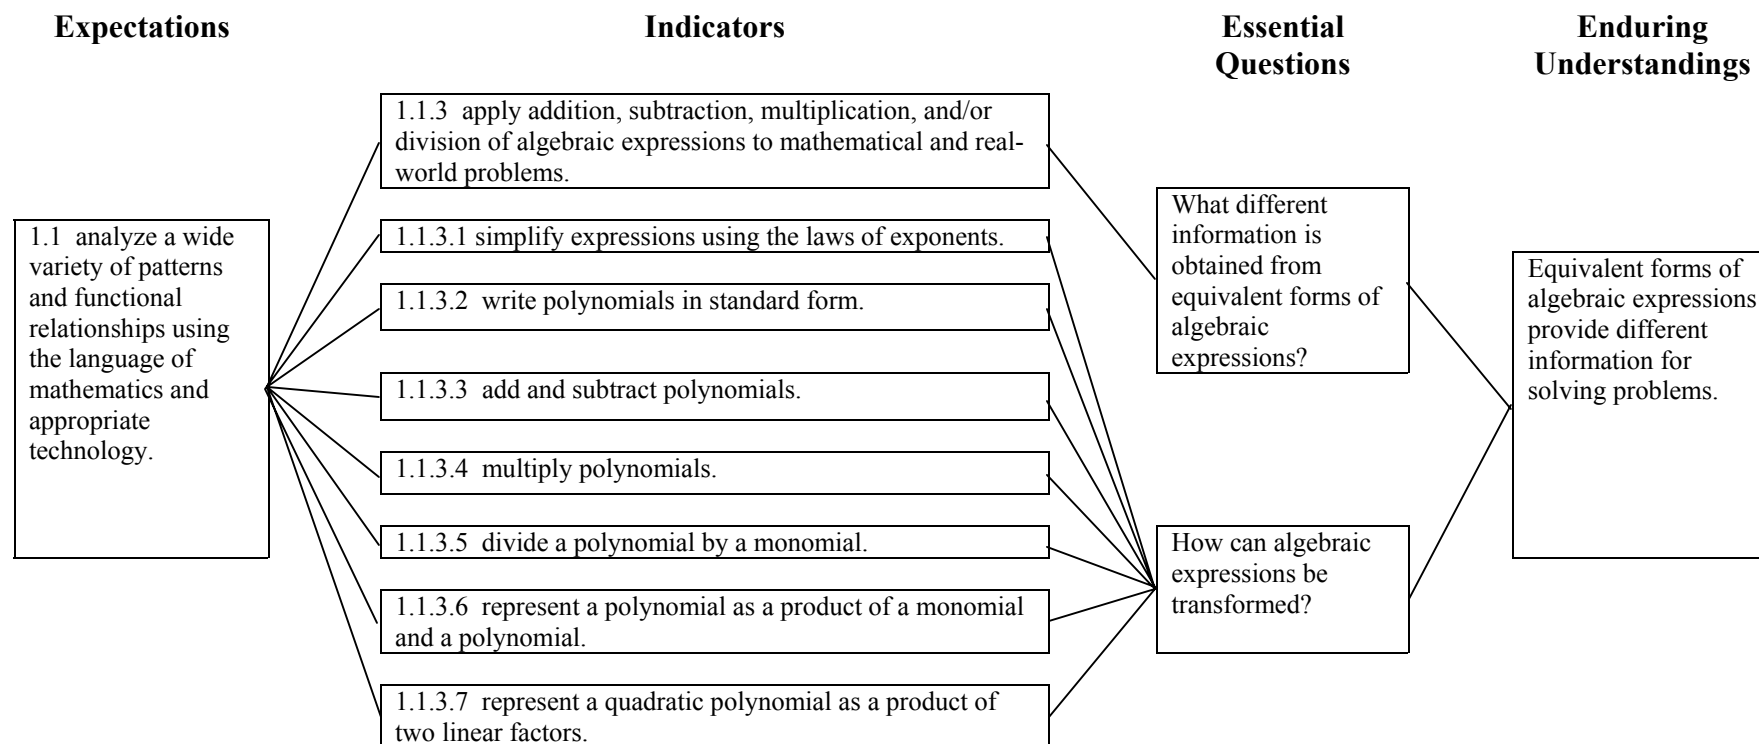 Expectations
Indicators
Essential
Questions
Enduring
Understandings
1.1 analyze a wide
variety of patterns
and functional
relationships using
the language of
mathematics and
appropriate
technology.
1.1.3 apply addition, subtraction, multiplication, and/or
division of algebraic expressions to mathematical and real-
world problems.
1.1.3.1 simplify expressions using the laws of exponents.
1.1.3.2 write polynomials in standard form.
1.1.3.3 add and subtract polynomials.
1.1.3.4 multiply polynomials.
1.1.3.5 divide a polynomial by a monomial.
1.1.3.6 represent a polynomial as a product of a monomial
and a polynomial.
1.1.3.7 represent a quadratic polynomial as a product of
two linear factors.
What different
information is
obtained from
equivalent forms of
algebraic
expressions?
How can algebraic
expressions be
transformed?
Equivalent forms of
algebraic expressions
provide different
information for
solving problems.